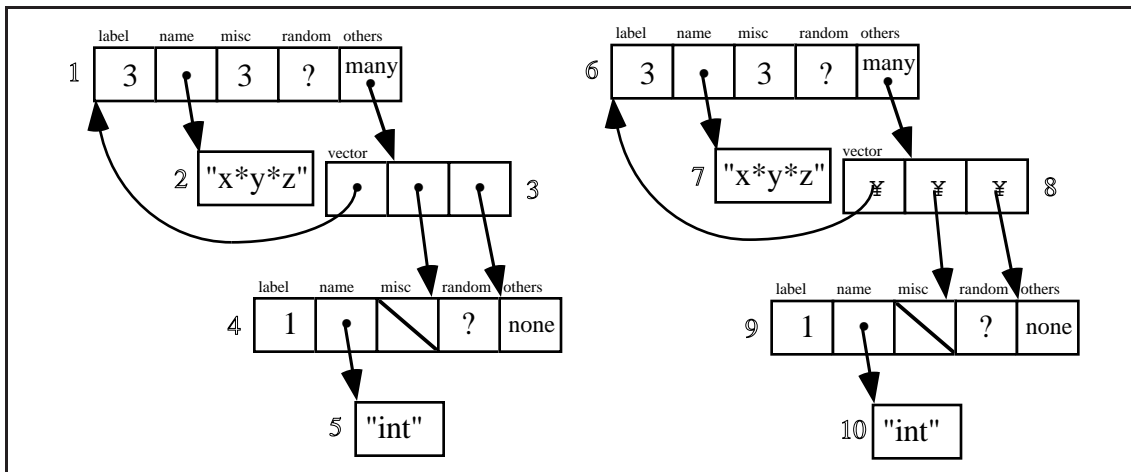 label name misc random others
1 3 3 ? many
2 "x*y*z"
vector
3
label name misc random others
4 1 ? none
5 "int"
label name misc random others
6 3 3 ? many
7 "x*y*z"
vector
¥ ¥ ¥ 8
label name misc random others
9 1 ? none
10 "int"